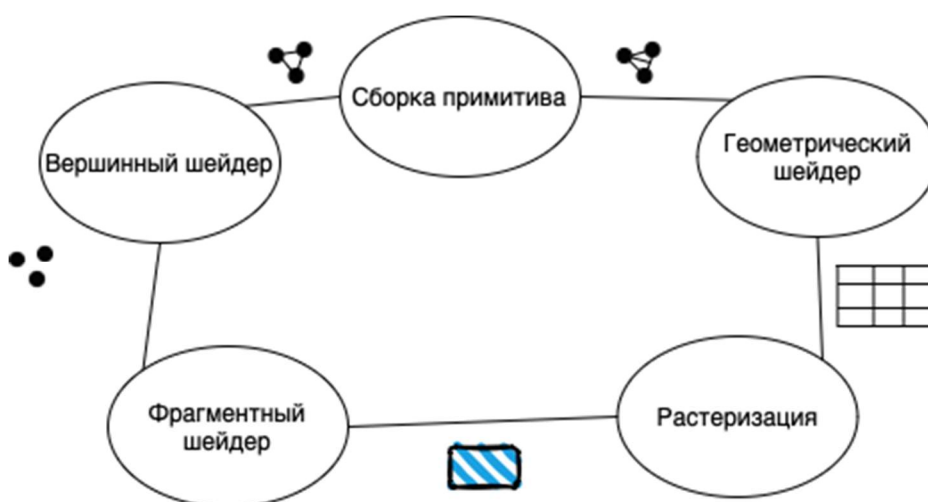 Сборка примитива
Вершинный шейдер
Геометрический
шейдер
Фрагментный
шейдер
Растеризация